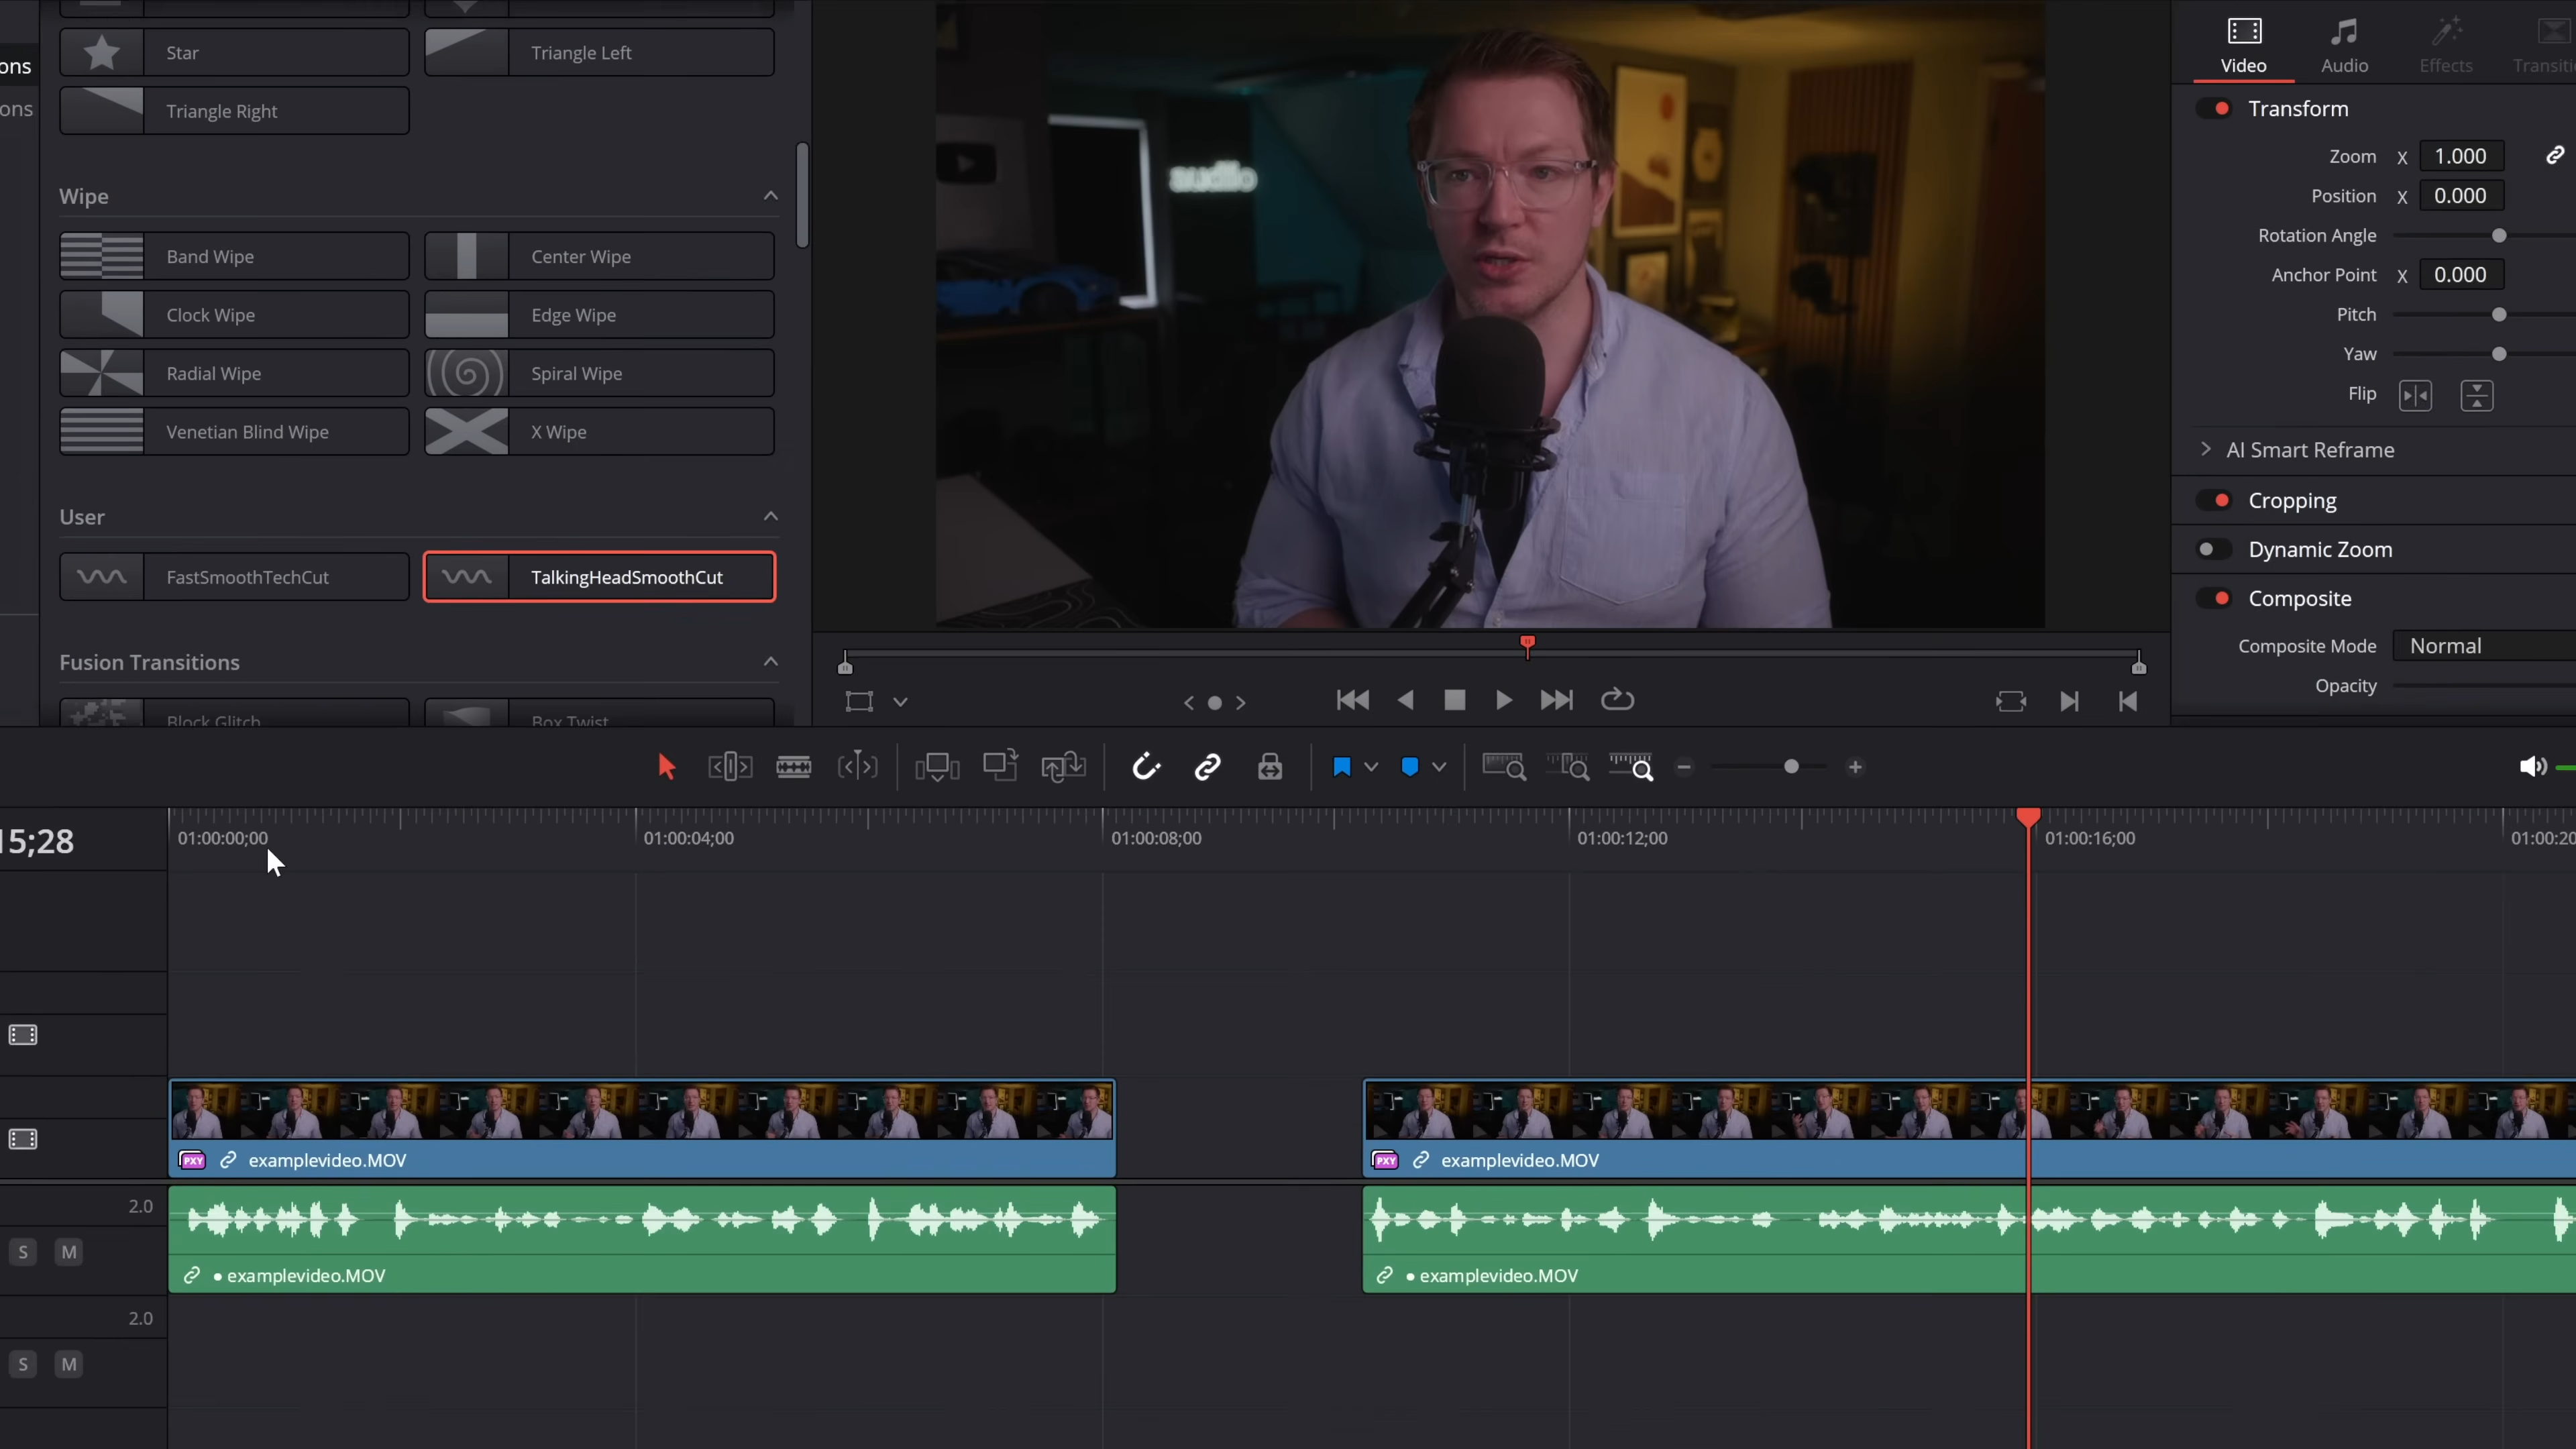 ons
ons
Star
Triangle Left
Triangle Right
Wipe
Band Wipe
Center Wipe
Clock Wipe
Edge Wipe
Radial Wipe
Spiral Wipe
Venetian Blind Wipe
X Wipe
User
FastSmoothTechCut
TalkingHeadSmoothCut
Fusion Transitions
Block Glitch
Box Twist
audiio
Video
Audio
Effects
Transiti
Transform
Zoom X 1.000
Position X 0.000
Rotation Angle
Anchor Point X 0.000
Pitch
Yaw
Flip
AI Smart Reframe
Cropping
Dynamic Zoom
Composite
Composite Mode Normal
Opacity
15;28
01:00:00;00
01:00:04;00
01:00:08;00
01:00:12;00
01:00:16;00
01:00:20
PXY examplevideo.MOV
PXY examplevideo.MOV
2.0
S M
• examplevideo.MOV
• examplevideo.MOV
2.0
S M